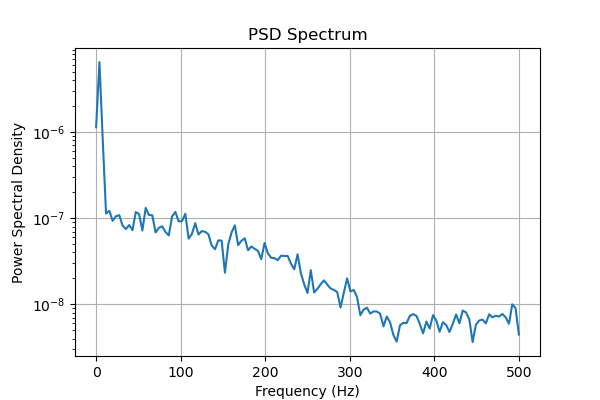 PSD Spectrum
Power Spectral Density
10⁻⁶
10⁻⁷
10⁻⁸
0 100 200 300 400 500
Frequency (Hz)